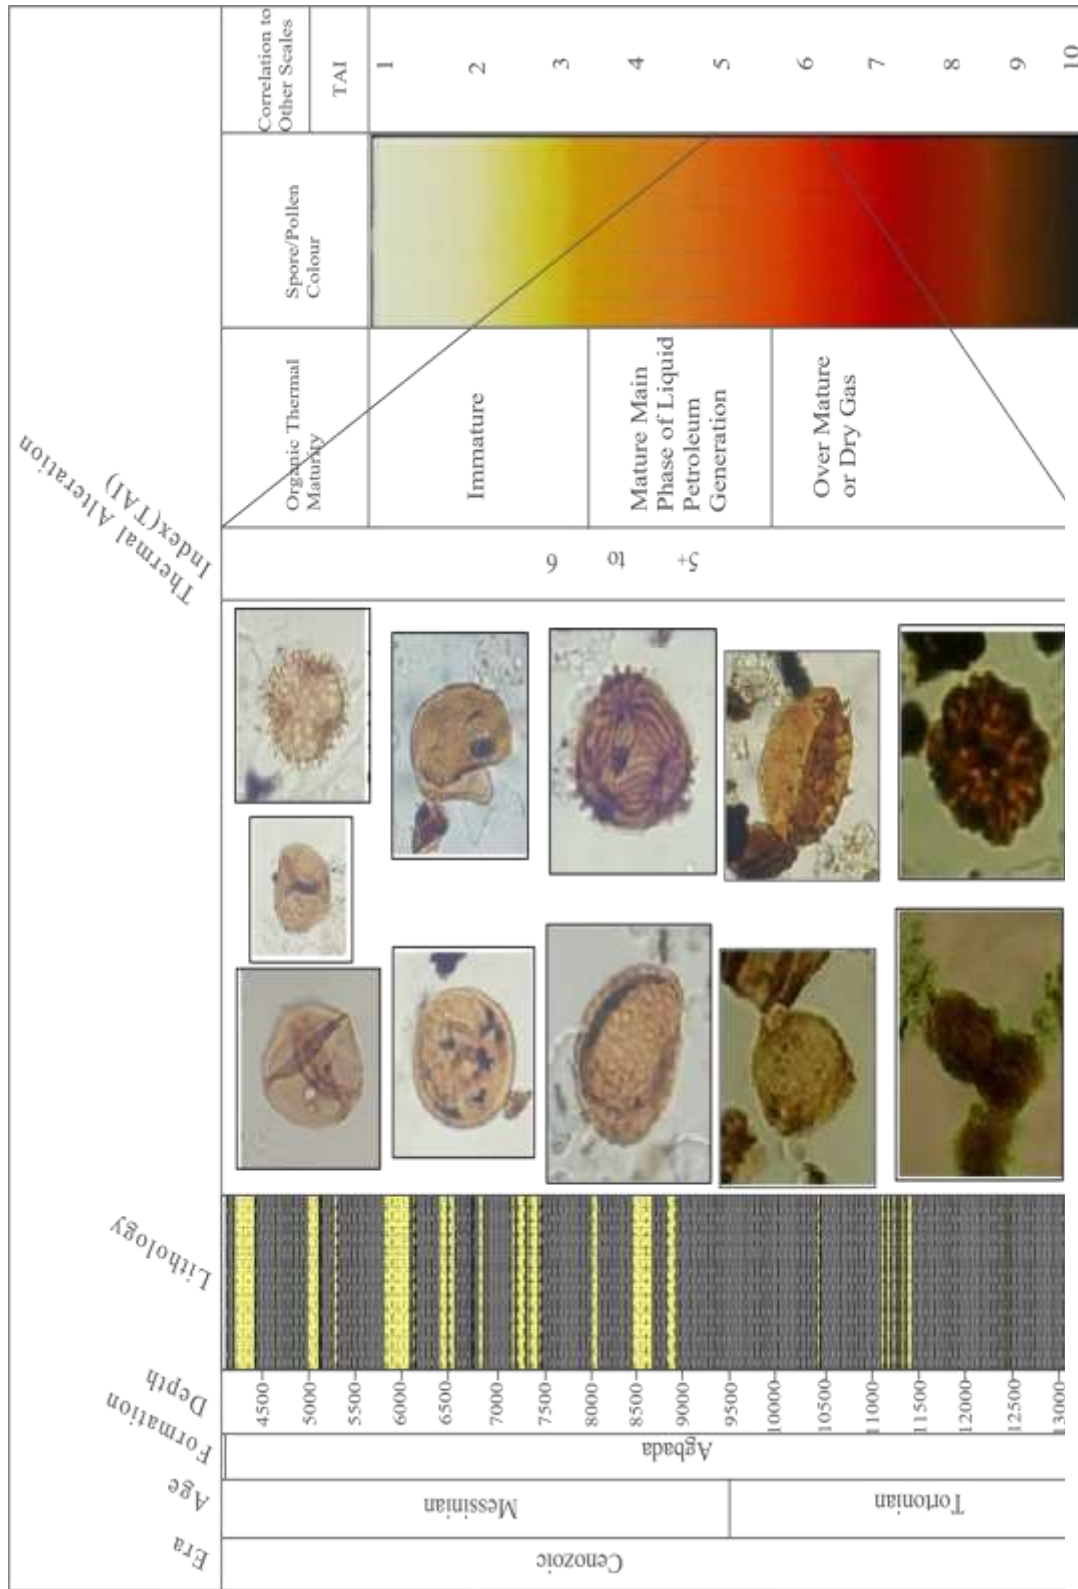 Era
Age
Formation
Depth
Lithology
Thermal Alteration
Index(TAI)
Cenozoic
Messinian
Tortonian
Agbada
4500
5000
5500
6000
6500
7000
7500
8000
8500
9000
9500
10000
10500
11000
11500
12000
12500
13000
5+ to 6
Organic Thermal
Maturity
Immature
Mature Main
Phase of Liquid
Petroleum
Generation
Over Mature
or Dry Gas
Spore/Pollen
Colour
Correlation to
Other Scales
TAI
1
2
3
4
5
6
7
8
9
10